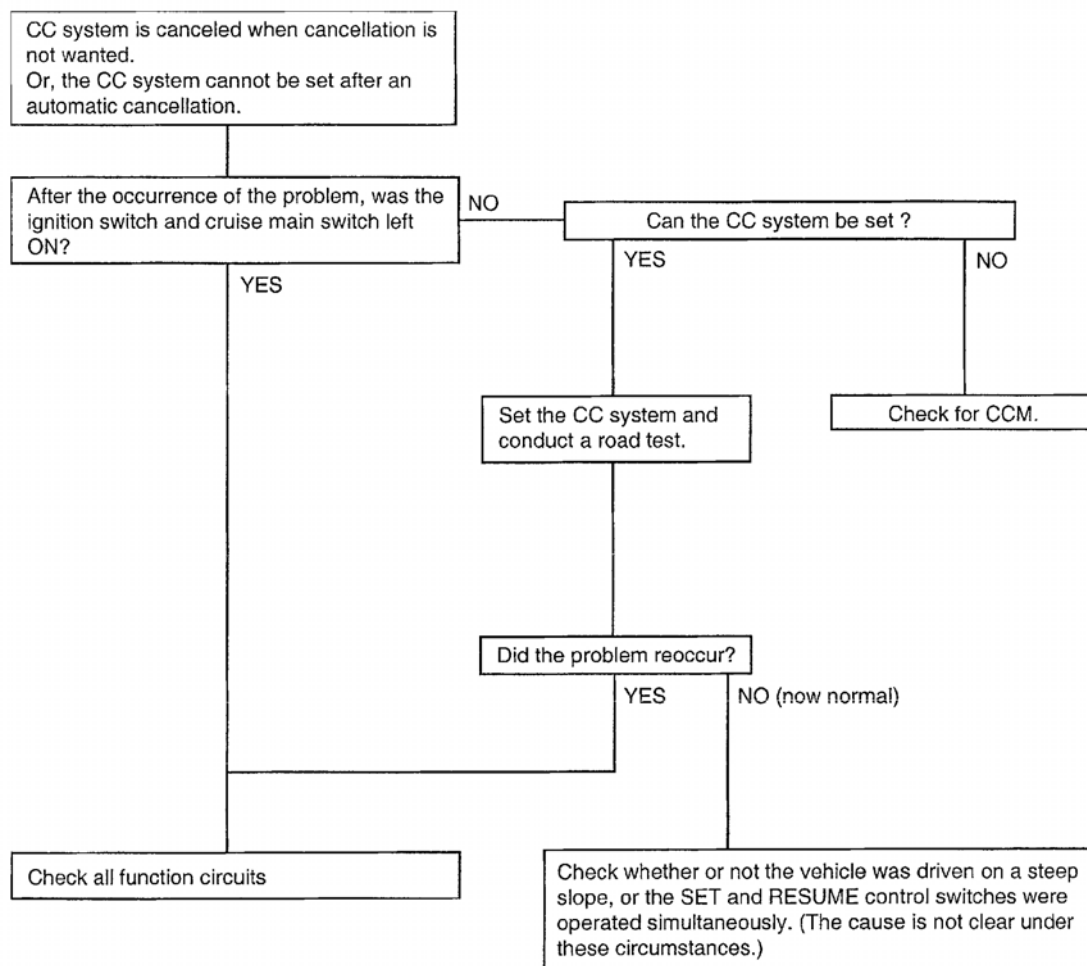 CC system is canceled when cancellation is
not wanted.
Or, the CC system cannot be set after an
automatic cancellation.
After the occurrence of the problem, was the
ignition switch and cruise main switch left
ON?
NO
Can the CC system be set ?
YES
YES
NO
Set the CC system and
conduct a road test.
Check for CCM.
Did the problem reoccur?
YES
NO (now normal)
Check all function circuits
Check whether or not the vehicle was driven on a steep
slope, or the SET and RESUME control switches were
operated simultaneously. (The cause is not clear under
these circumstances.)